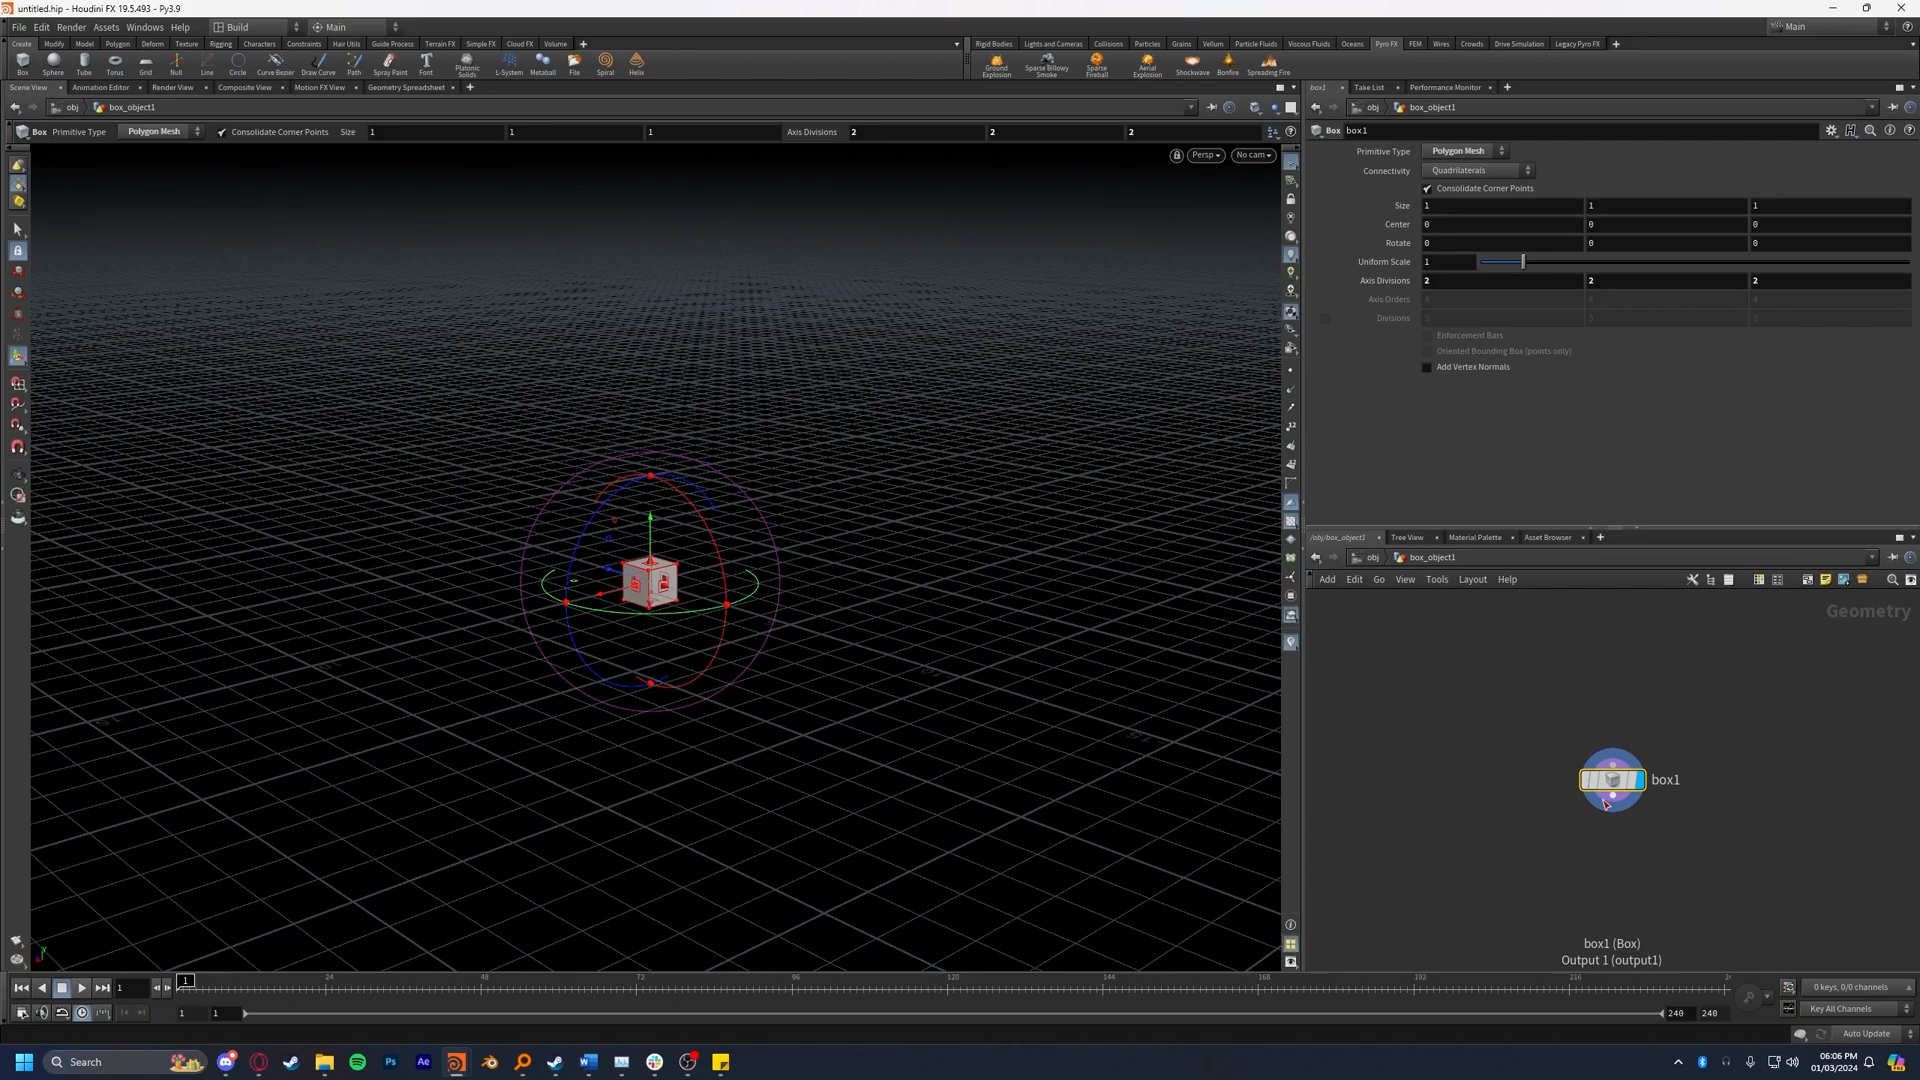 untitled.hip - Houdini FX 19.5.493 - Py3.9
File Edit Render Assets Windows Help Build Main Main
Create Modify Model Polygon Deform Texture Rigging Characters Constraints Hair Utils Guide Process Terrain FX Simple FX Cloud FX Volume
Rigid Bodies Lights and Cameras Collisions Particles Grains Vellum Particle Fluids Viscous Fluids Oceans Pyro FX FEM Wires Crowds Drive Simulation Legacy Pyro FX
Box Sphere Tube Torus Grid Null Line Circle Curve Bezier Draw Curve Path Spray Paint Font Platonic Solids L-System Metaball File Spiral Helix
Ground Explosion Sparse Billowy Smoke Sparse Fireball Aerial Explosion Shockwave Bonfire Spreading Fire
Scene View Animation Editor Render View Composite View Motion FX View Geometry Spreadsheet
box1 Take List Performance Monitor
obj box_object1
obj box_object1
Box Primitive Type Polygon Mesh Consolidate Corner Points Size 1 1 1 Axis Divisions 2 2 2
Box box1
Persp No cam
Primitive Type Polygon Mesh
Connectivity Quadrilaterals
Consolidate Corner Points
Size 1 1 1
Center 0 0 0
Rotate 0 0 0
Uniform Scale 1
Axis Divisions 2 2 2
Axis Orders 4 4 4
Divisions 3 3 3
Enforcement Bars
Oriented Bounding Box (points only)
Add Vertex Normals
/obj/box_object1 Tree View Material Palette Asset Browser
obj box_object1
Add Edit Go View Tools Layout Help
Geometry
box1
box1 (Box)
Output 1 (output1)
1 1 24 48 72 96 120 144 168 192 216
0 keys, 0/0 channels
1 1 240 240
Key All Channels
Auto Update
Search
Ps Ae
06:06 PM
01/03/2024